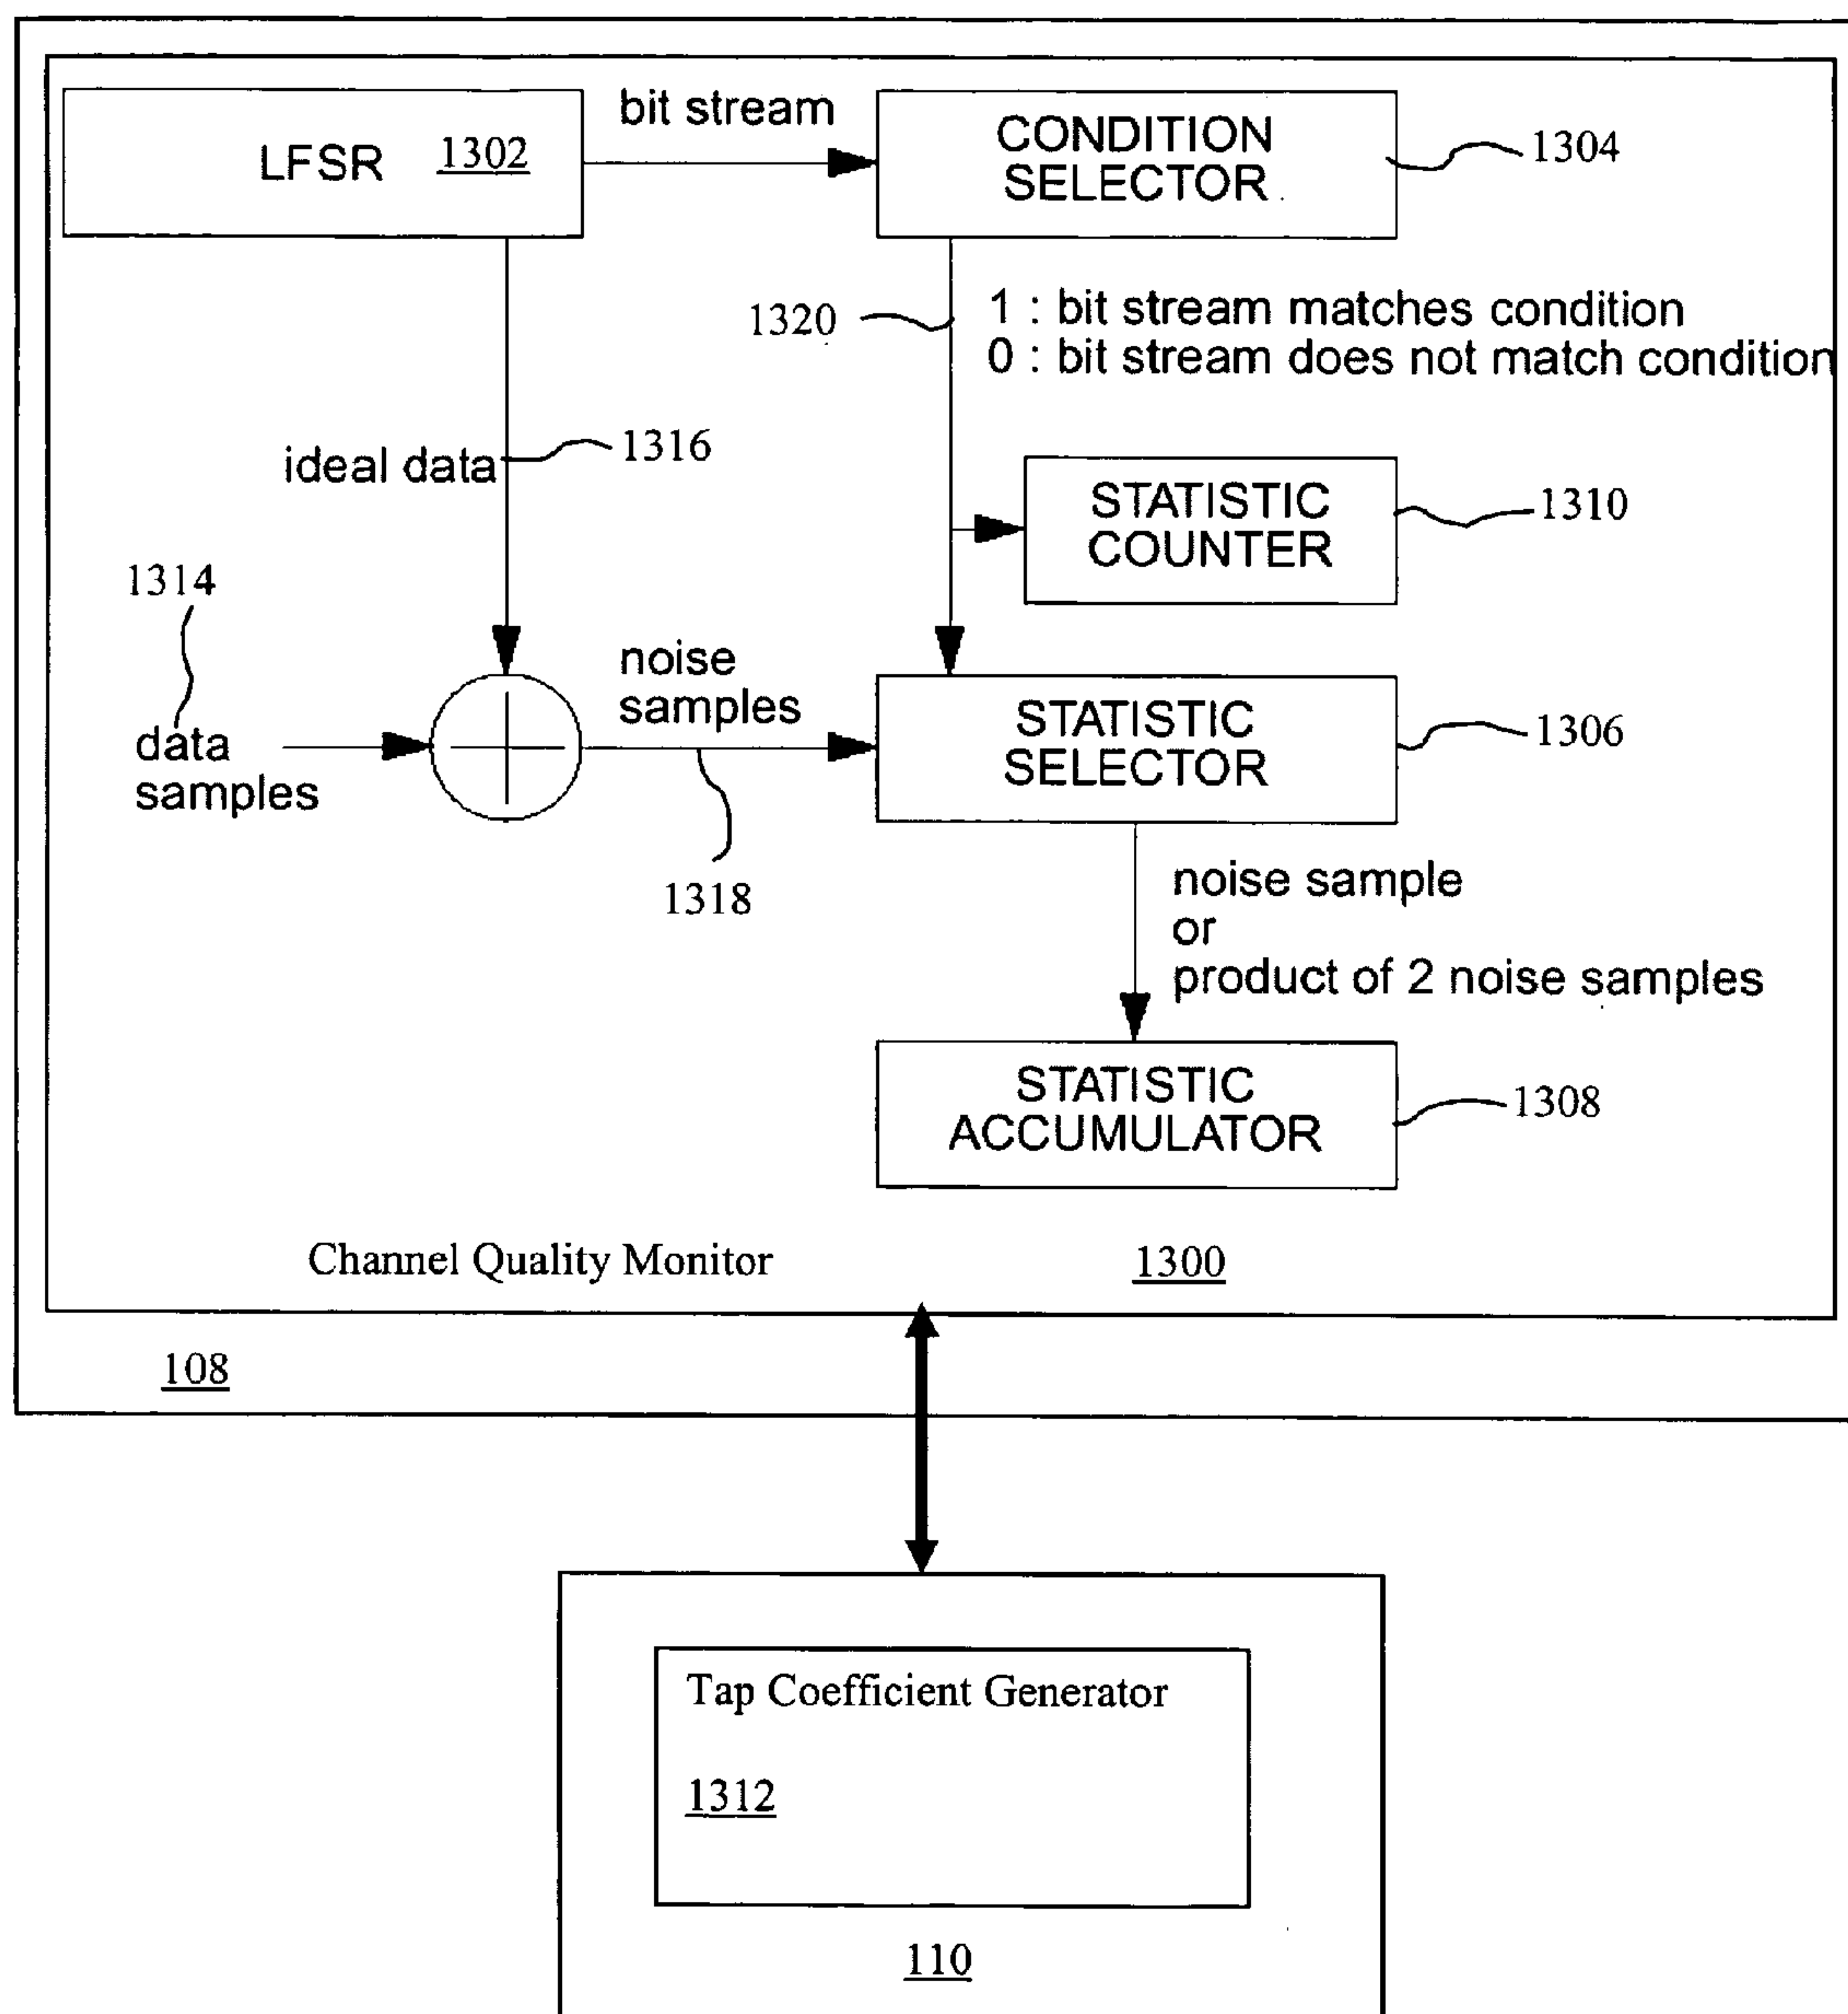 LFSR 1302
bit stream
CONDITION
SELECTOR
1304
1320
1 : bit stream matches condition
0 : bit stream does not match condition
ideal data
1316
STATISTIC
COUNTER
1310
1314
data
samples
noise
samples
1318
STATISTIC
SELECTOR
1306
noise sample
or
product of 2 noise samples
STATISTIC
ACCUMULATOR
1308
Channel Quality Monitor 1300
108
Tap Coefficient Generator
1312
110